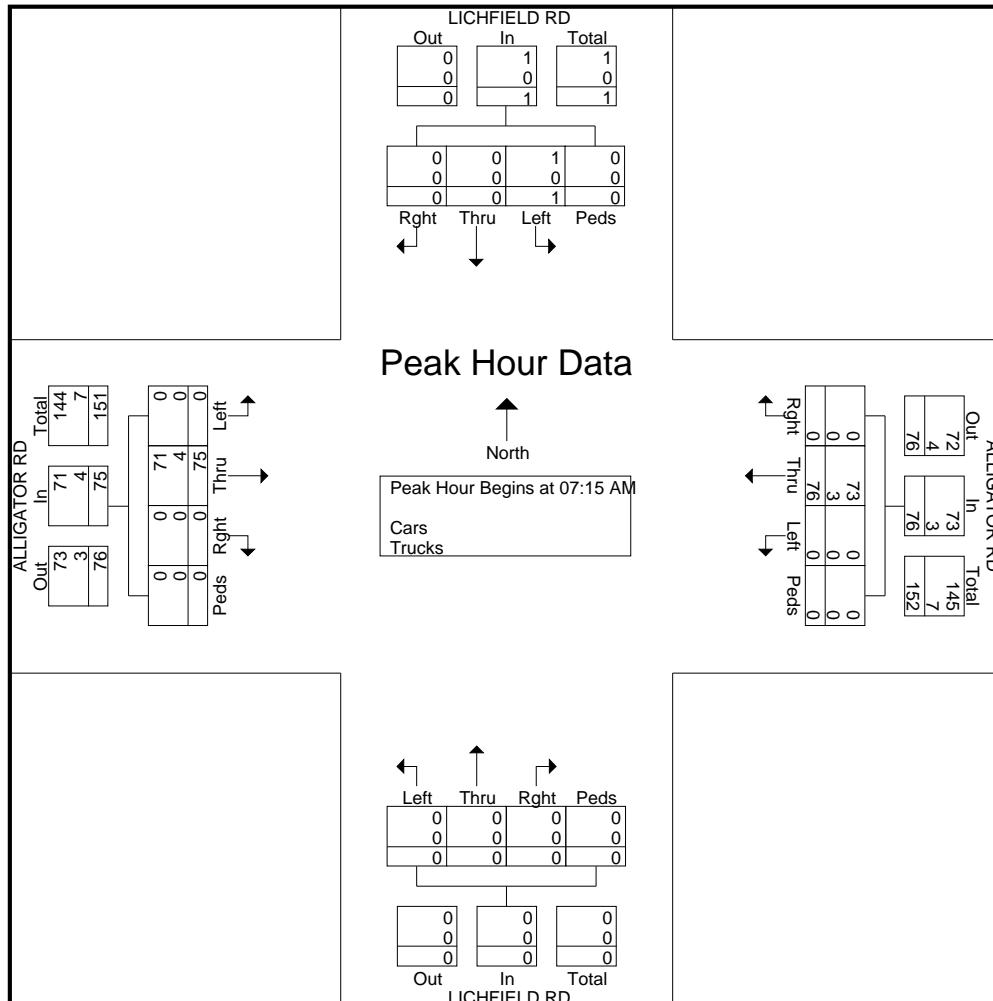 LICHFIELD RD
Out In Total
0 1 1
0 0 0
0 1 1
0 0 1 0
0 0 0 0
0 0 1 0
Rght Thru Left Peds
Peak Hour Data
North
Peak Hour Begins at 07:15 AM
Cars
Trucks
ALLIGATOR RD
Out In Total
73 71 144
3 4 7
76 75 151
Peds Rght Thru Left
0 0 71 0
0 0 4 0
0 0 75 0
ALLIGATOR RD
Out In Total
72 73 145
4 3 7
76 76 152
Rght Thru Left Peds
0 73 0 0
0 3 0 0
0 76 0 0
Left Thru Rght Peds
0 0 0 0
0 0 0 0
0 0 0 0
0 0 0
0 0 0
0 0 0
Out In Total
LICHFIELD RD